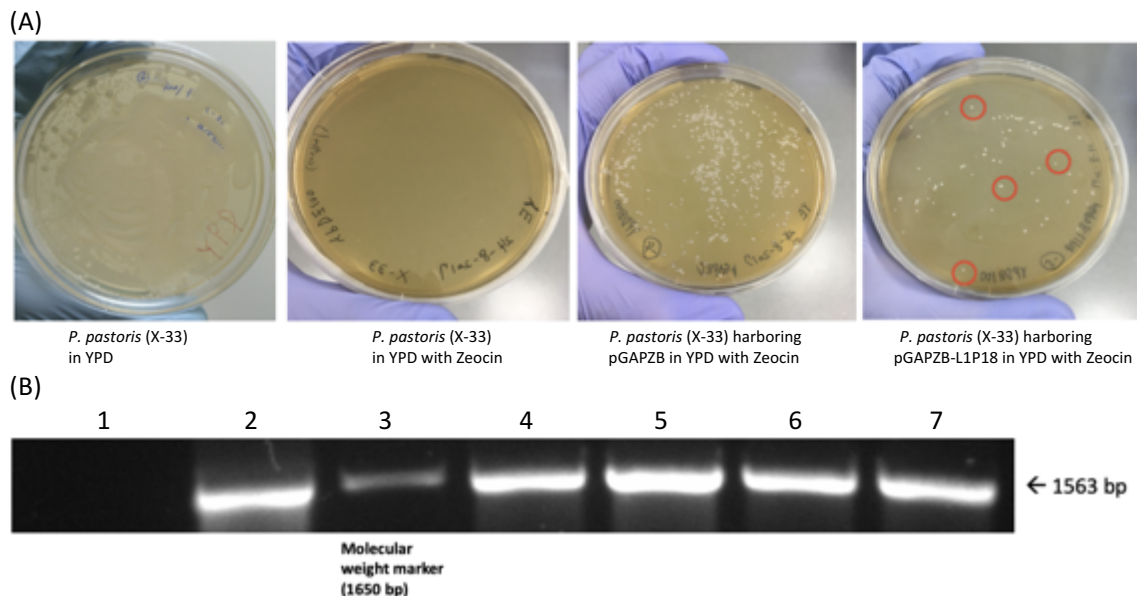 (A)
P. pastoris (X-33)
in YPD
P. pastoris (X-33)
in YPD with Zeocin
P. pastoris (X-33) harboring
pGAPZB in YPD with Zeocin
P. pastoris (X-33) harboring
pGAPZB-L1P18 in YPD with Zeocin
YPD
X-33
(B)
1 2 3 4 5 6 7
← 1563 bp
Molecular
weight marker
(1650 bp)